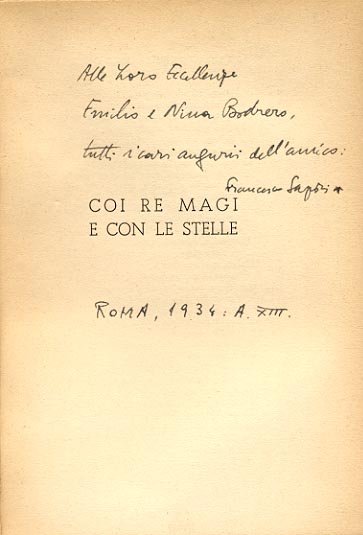 Alle Loro Eccellenze
Emilio e Nina Bodrero,
tutti i cari augurii dell'amico:
Francesco Sapori
COI RE MAGI
E CON LE STELLE
ROMA, 1934: A. XIII.